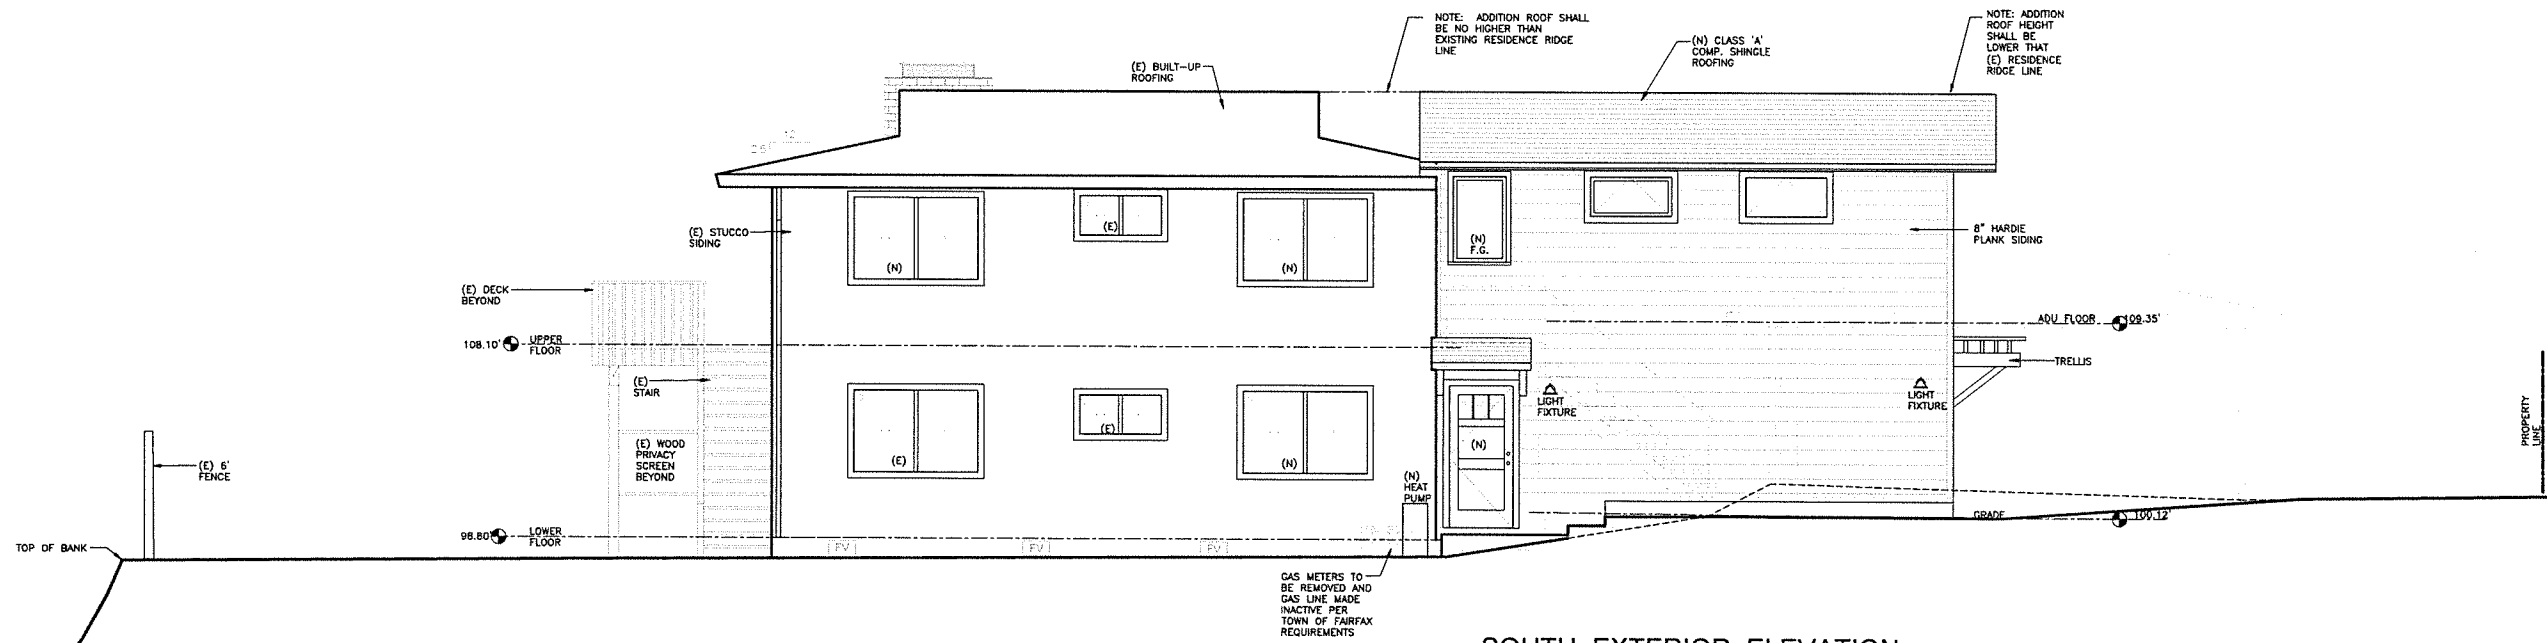 NOTE: ADDITION ROOF SHALL
BE NO HIGHER THAN
EXISTING RESIDENCE RIDGE
LINE
NOTE: ADDITION
ROOF HEIGHT
SHALL BE
LOWER THAT
(E) RESIDENCE
RIDGE LINE
(N) CLASS 'A'
COMP. SHINGLE
ROOFING
(E) BUILT-UP
ROOFING
12
(E) STUCCO
SIDING
(N)
(E)
(N)
(N)
F.G.
8" HARDIE
PLANK SIDING
(E) DECK
BEYOND
108.10'
UPPER
FLOOR
ADU FLOOR
109.35'
TRELLIS
(E)
STAIR
LIGHT
FIXTURE
LIGHT
FIXTURE
PROPERTY
LINE
(E) WOOD
PRIVACY
SCREEN
BEYOND
(E)
(E)
(N)
(N)
(E) 6'
FENCE
(N)
HEAT
PUMP
GRADE
100.12'
98.80'
LOWER
FLOOR
FV
FV
FV
TOP OF BANK
GAS METERS TO
BE REMOVED AND
GAS LINE MADE
INACTIVE PER
TOWN OF FAIRFAX
REQUIREMENTS
SOUTH EXTERIOR ELEVATION